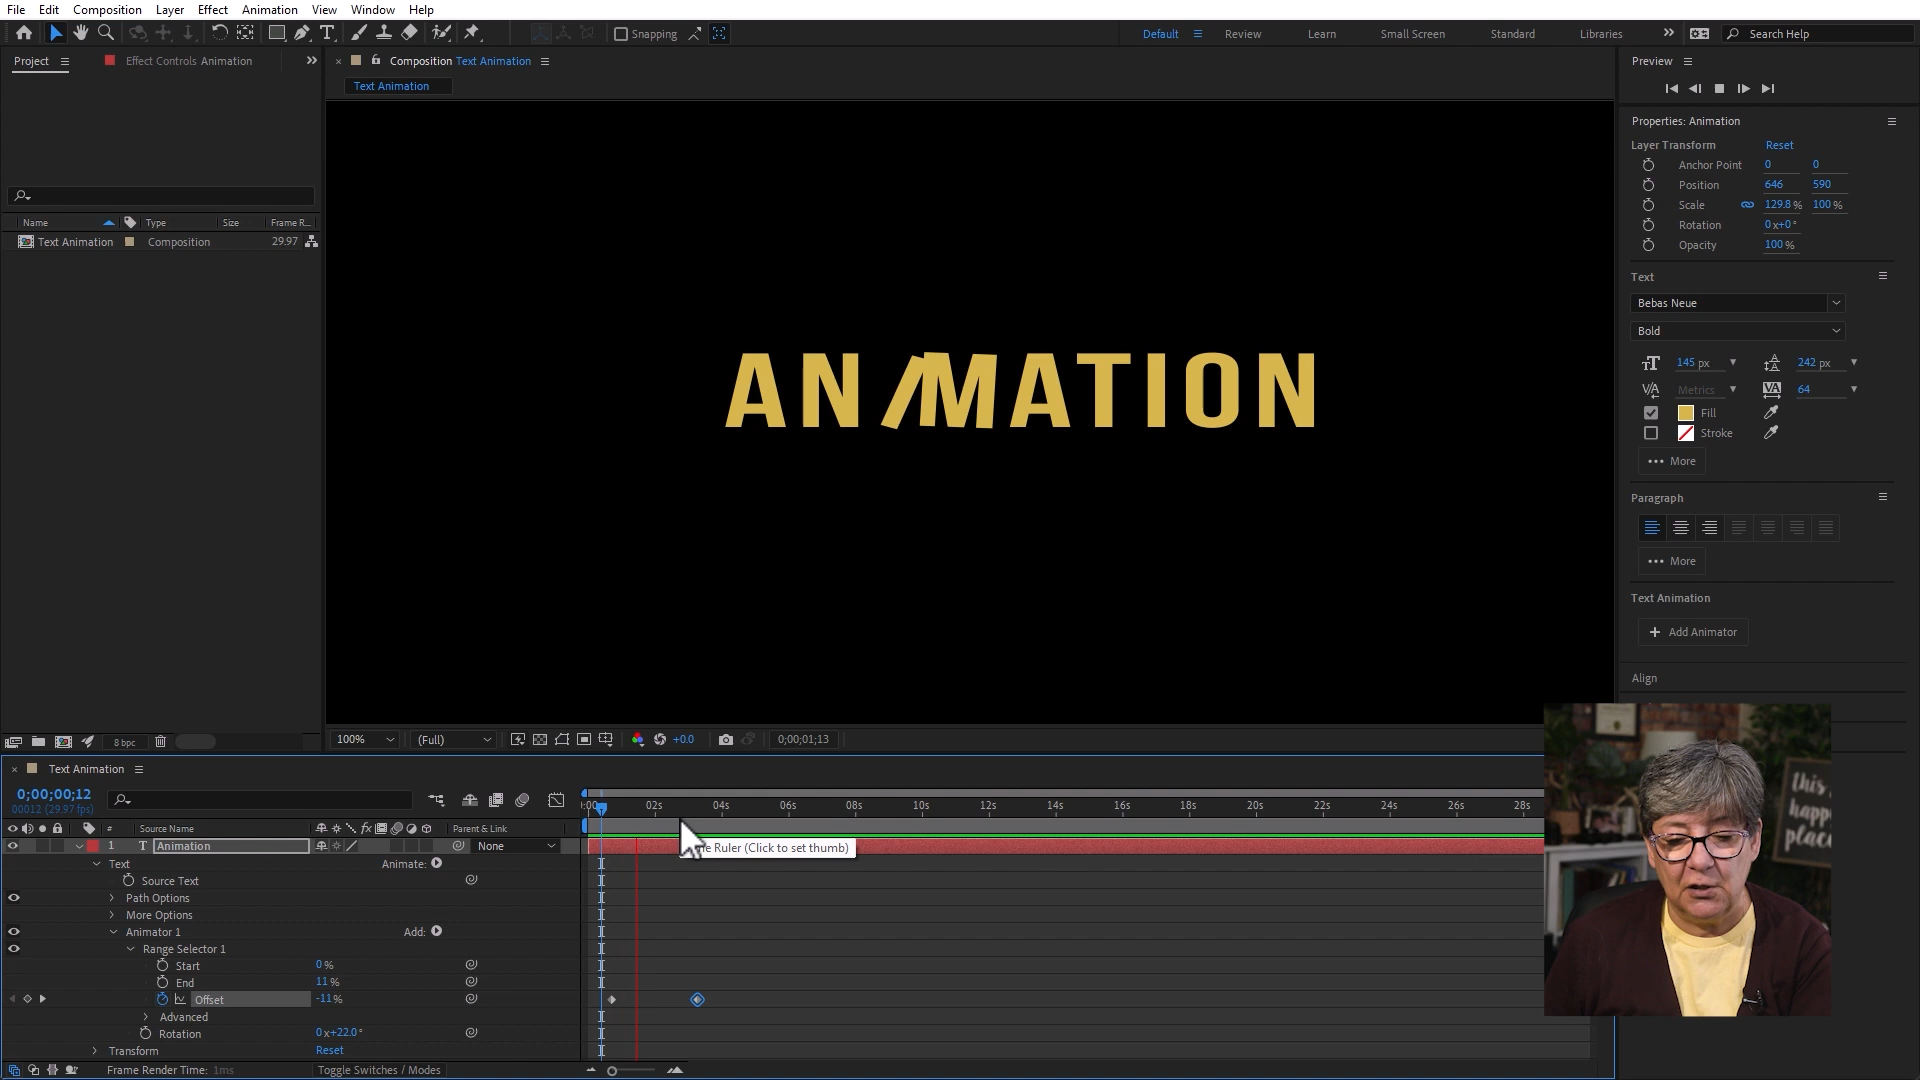 File Edit Composition Layer Effect Animation View Window Help
Snapping Default Review Learn Small Screen Standard Libraries Search Help
Project Effect Controls Animation Composition Text Animation Preview
Text Animation
Properties: Animation
Layer Transform Reset
Anchor Point 0 0
Position 646 590
Scale 129.8 % 100 %
Rotation 0x+0°
Opacity 100 %
Name Type Size Frame R...
Text Animation Composition 29.97
ANIMATION
Text
Bebas Neue
Bold
145 px 242 px
Metrics 64
Fill
Stroke
More
Paragraph
More
Text Animation
Add Animator
Align
8 bpc 100% (Full) +0.0 0;00;01;13
Text Animation
0;00;00;12
00012 (29.97 fps)
:00 02s 04s 06s 08s 10s 12s 14s 16s 18s 20s 22s 24s 26s 28s
# Source Name fx Parent & Link
1 T Animation None
e Ruler (Click to set thumb)
Text Animate:
Source Text
Path Options
More Options
Animator 1 Add:
Range Selector 1
Start 0 %
End 11 %
Offset -11 %
Advanced
Rotation 0x+22.0°
Transform Reset
Frame Render Time: 1ms Toggle Switches / Modes
this
happy
place